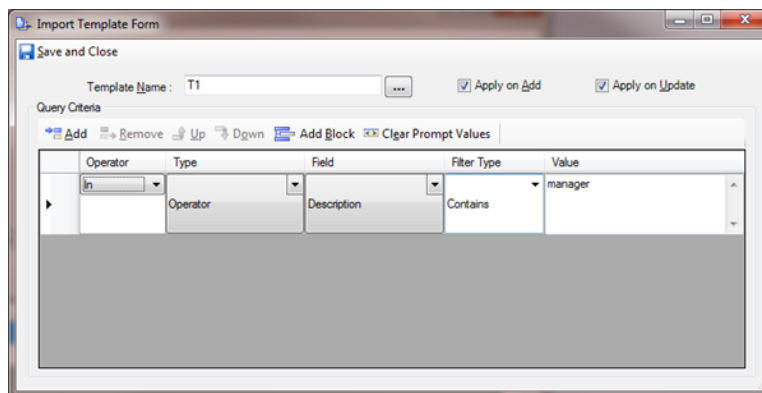 Import Template Form
Save and Close
Template Name : T1 ... Apply on Add Apply on Update
Query Criteria
Add Remove Up Down Add Block Clear Prompt Values
Operator Type Field Filter Type Value
In Operator Description Contains manager